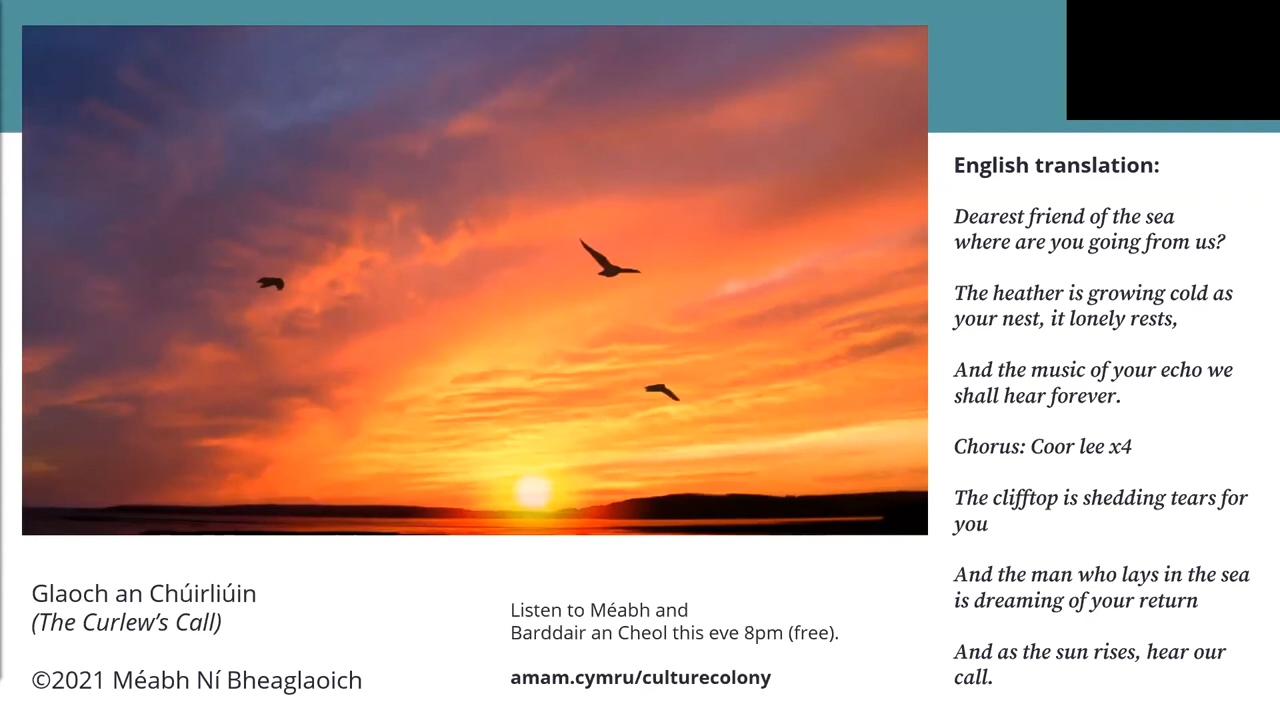 English translation:
Dearest friend of the sea
where are you going from us?
The heather is growing cold as
your nest, it lonely rests,
And the music of your echo we
shall hear forever.
Chorus: Coor lee x4
The clifftop is shedding tears for
you
And the man who lays in the sea
is dreaming of your return
And as the sun rises, hear our
call.
Glaoch an Chúirliúin
(The Curlew’s Call)
©2021 Méabh Ní Bheaglaoich
Listen to Méabh and
Barddair an Cheol this eve 8pm (free).
amam.cymru/culturecolony